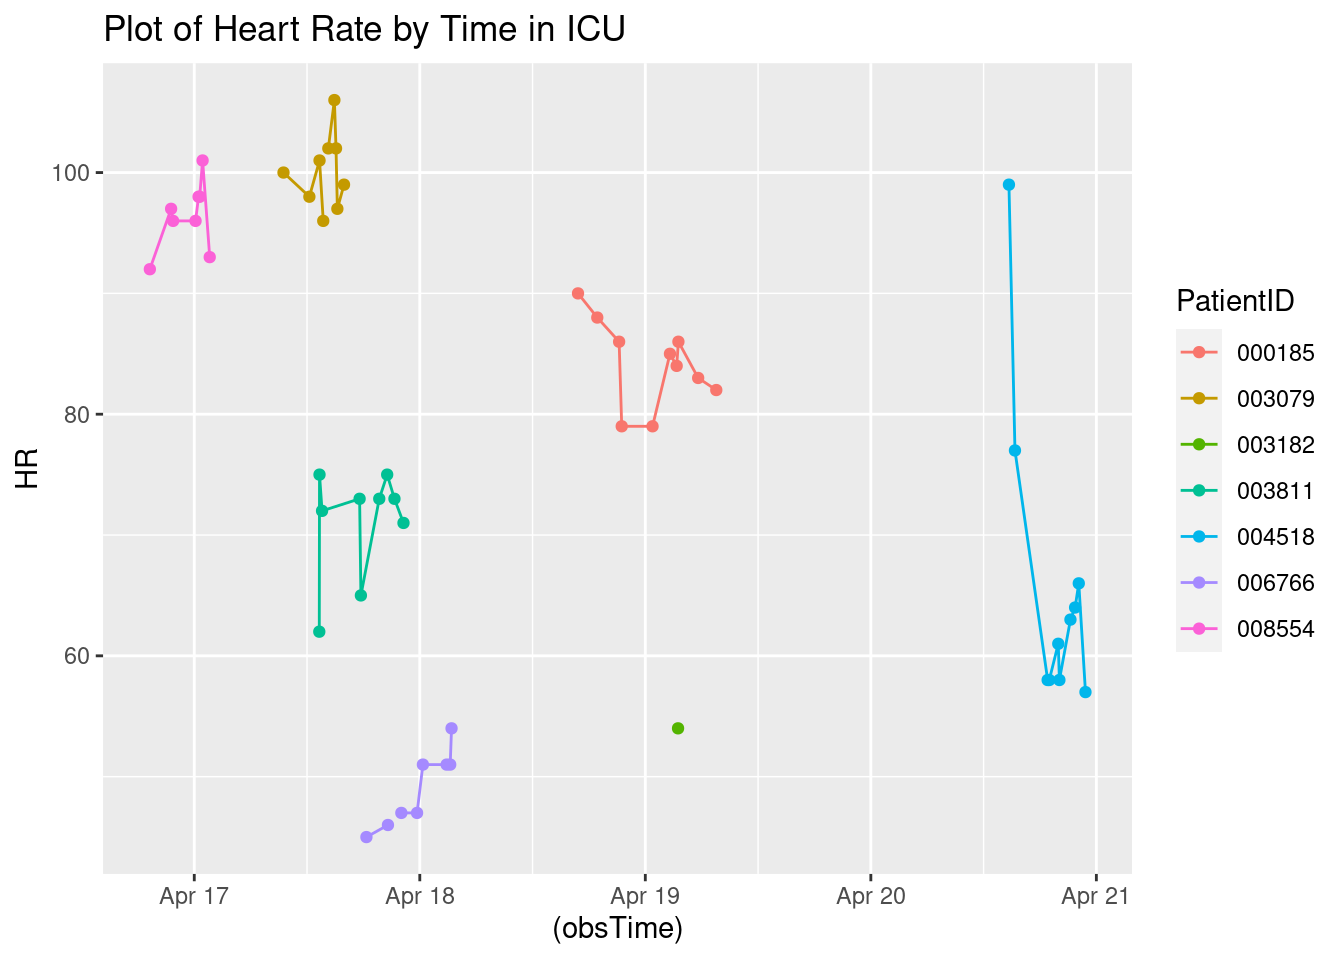 Plot of Heart Rate by Time in ICU
100
80
60
HR
Apr 17
Apr 18
Apr 19
Apr 20
Apr 21
(obsTime)
PatientID
000185
003079
003182
003811
004518
006766
008554